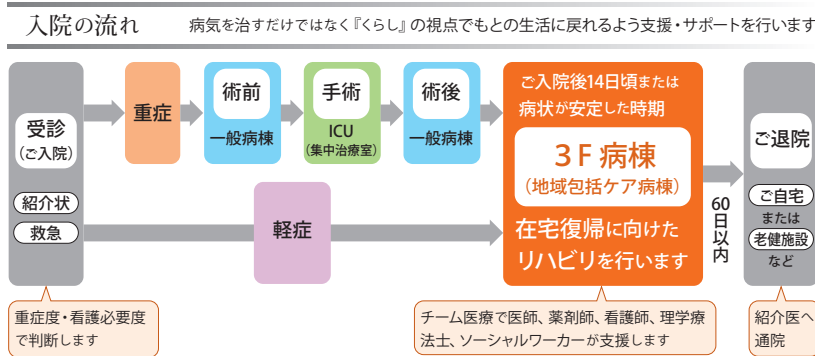 入院の流れ
病気を治すだけではなく『くらし』の視点でもとの生活に戻れるよう支援・サポートを行います
受診
(ご入院)
紹介状
救急
重症
術前
一般病棟
手術
ICU
(集中治療室)
術後
一般病棟
軽症
ご入院後14日頃または
病状が安定した時期
3F病棟
(地域包括ケア病棟)
在宅復帰に向けた
リハビリを行います
60日以内
ご退院
ご自宅
または
老健施設
など
重症度・看護必要度
で判断します
チーム医療で医師、薬剤師、看護師、理学療
法士、ソーシャルワーカーが支援します
紹介医へ
通院